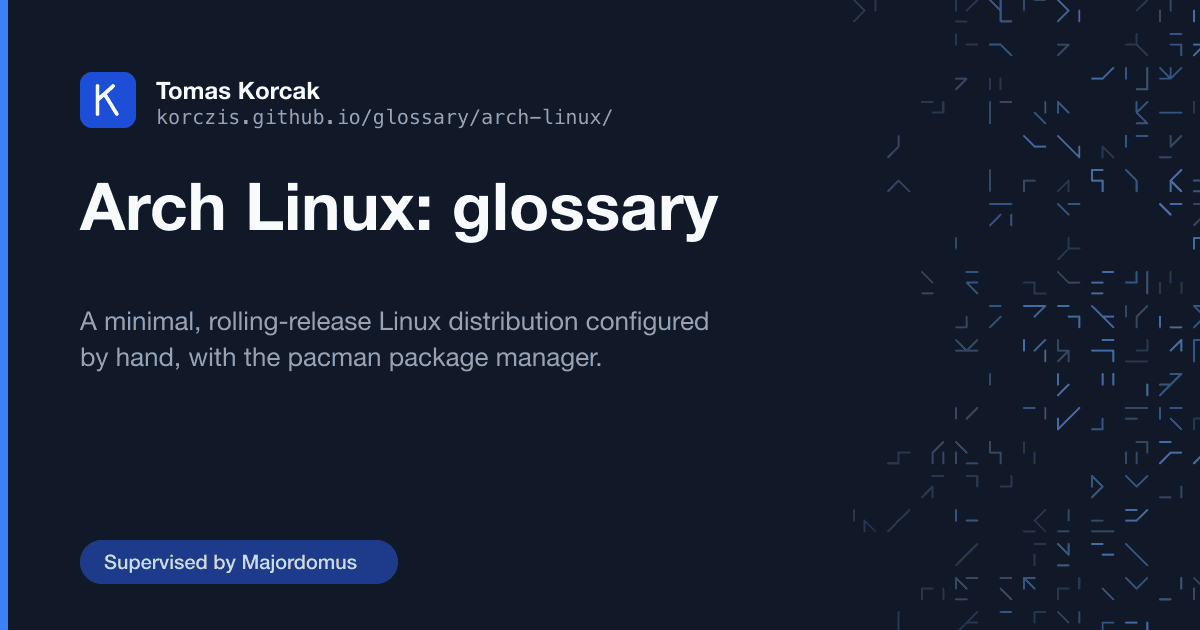 Tomas Korcak
korczis.github.io/glossary/arch-linux/
Arch Linux: glossary
A minimal, rolling-release Linux distribution configured
by hand, with the pacman package manager.
Supervised by Majordomus